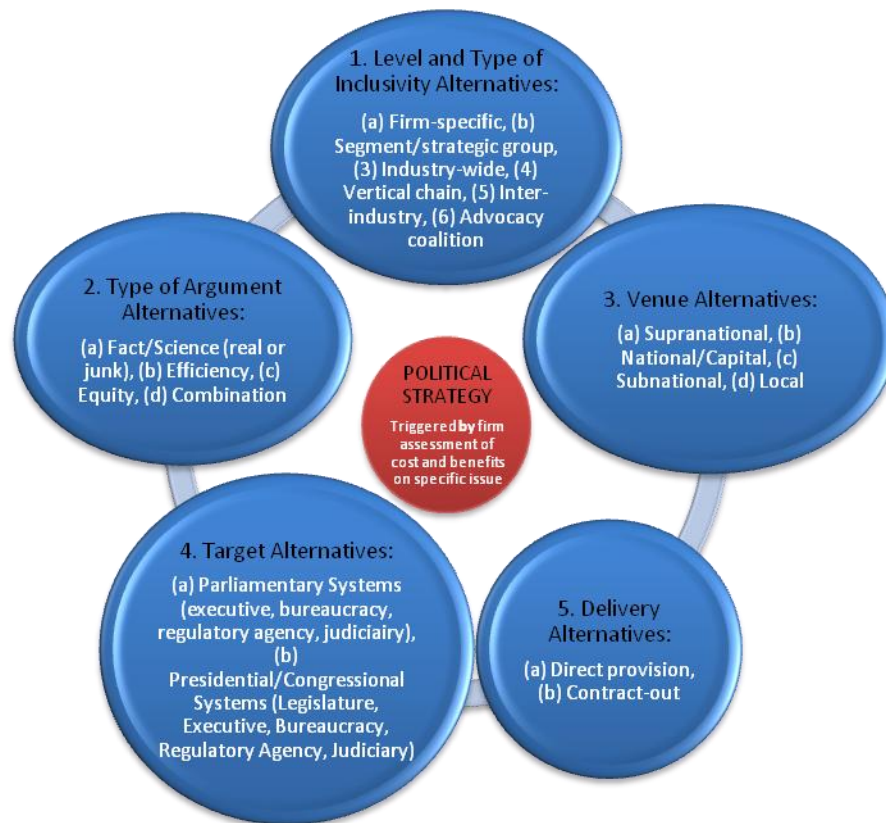 1. Level and Type of
Inclusivity Alternatives:
(a) Firm-specific, (b)
Segment/strategic group,
(3) Industry-wide, (4)
Vertical chain, (5) Inter-
industry, (6) Advocacy
coalition
2. Type of Argument
Alternatives:
(a) Fact/Science (real or
junk), (b) Efficiency, (c)
Equity, (d) Combination
3. Venue Alternatives:
(a) Supranational, (b)
National/Capital, (c)
Subnational, (d) Local
POLITICAL
STRATEGY
Triggered by firm
assessment of
cost and benefits
on specific issue
4. Target Alternatives:
(a) Parliamentary Systems
(executive, bureaucracy,
regulatory agency, judiciairy),
(b)
Presidential/Congressional
Systems (Legislature,
Executive, Bureaucracy,
Regulatory Agency, Judiciary)
5. Delivery
Alternatives:
(a) Direct provision,
(b) Contract-out